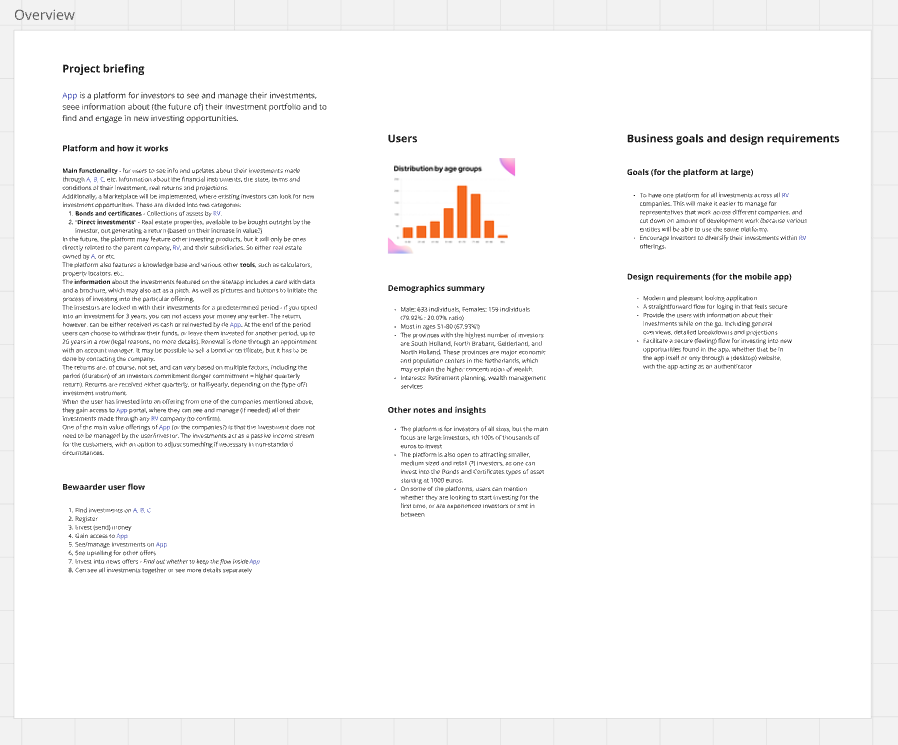 Overview
Project briefing
App is a platform for investors to see and manage their investments,
seee information about (the future of) their investment portfolio and to
find and engage in new investing opportunities.
Platform and how it works
Main functionality - for users to see info and updates about their investments made
through A, B, C, etc. Information about the financial instruments, the state, terms and
conditions of their investment, real returns and projections.
Additionally, a Marketplace will be implemented, where existing investors can look for new
investment opportunities. These are divided into two categories:
1. Bonds and certificates - Collections of assets by RV.
2. "Direct investments" - Real estate properties, available to be bought outright by the
investor, but generating a return (based on their increase in value?)
In the future, the platform may feature other investing products, but it will only be ones
directly related to the parent company, RV, and their subsidiaries. So either real estate
owned by A, or etc.
The platform also features a knowledge base and various other tools, such as calculators,
property locators, etc.
The information about the investments featured on the site/app includes a card with data
and a brochure, which may also act as a pitch. As well as pictures and buttons to initiate the
process of investing into the particular offering.
The investors are locked in with their investments for a predetermined period - if you opted
into an investment for 3 years, you can not access your money any earlier. The return,
however, can be either received as cash or reinvested by its App. At the end of the period
users can choose to withdraw their funds, or leave them invested for another period, up to
25 years in a row (legal reasons, no more details). Renewal is done through an appointment
with an account manager. It may be possible to sell a bond or certificate, but it has to be
done by contacting the company.
The returns are, of course, not set, and can vary based on multiple factors, including the
period (duration) of an investors commitment (longer commitment = higher quarterly
return). Returns are received either quarterly, or half-yearly, depending on the (type of?)
investment instrument.
When the user has invested into an offering from one of the companies mentioned above,
they gain access to App portal, where they can see and manage (if needed) all of their
investments made through any RV company (to confirm).
One of the main value offerings of App (or the companies?) is that the investment does not
need to be managed by the user/investor. The investments act as a passive income stream
for the customers, with an option to adjust something if necessary in non-standard
circumstances.
Bewaarder user flow
1. Find investments on A, B, C
2. Register
3. Invest (send) money
4. Gain access to App
5. See/manage investments on App
6. See upselling for other offers
7. Invest into news offers - Find out whether to keep the flow inside App
8. Can see all investments together or see more details separately
Users
Distribution by age groups
Demographics summary
• Male: 633 individuals, Females: 159 individuals
(79.92% : 20.07% ratio)
• Most in ages 51-80 (67.93%!)
• The provinces with the highest number of investors
are South Holland, North Brabant, Gelderland, and
North Holland. These provinces are major economic
and population centers in the Netherlands, which
may explain the higher concentration of wealth.
• Interests: Retirement planning, wealth management
services
Other notes and insights
• The platform is for investors of all sizes, but the main
focus are large investors, with 100s of thousands of
euros to invest
• The platform is also open to attracting smaller,
medium sized and retail (?) investors, as one can
invest into the Bonds and Certificates types of asset
starting at 1000 euros.
• On some of the platforms, users can mention
whether they are looking to start investing for the
first time, or are experienced investors or smt in
between
Business goals and design requirements
Goals (for the platform at large)
• To have one platform for all investments across all RV
companies. This will make it easier to manage for
representatives that work across different companies, and
cut down on amount of development work (because various
entities will be able to use the same platform).
• Encourage investors to diversify their investments within RV
offerings.
Design requirements (for the mobile app)
• Modern and pleasant looking application
• A straightforward flow for logging in that feels secure
• Provide the users with information about their
investments while on the go. Including general
overviews, detailed breakdowns and projections
• Facilitate a secure (feeling) flow for investing into new
opportunities found in the app, whether that be in
the app itself or only through a (desktop) website,
with the app acting as an authenticator